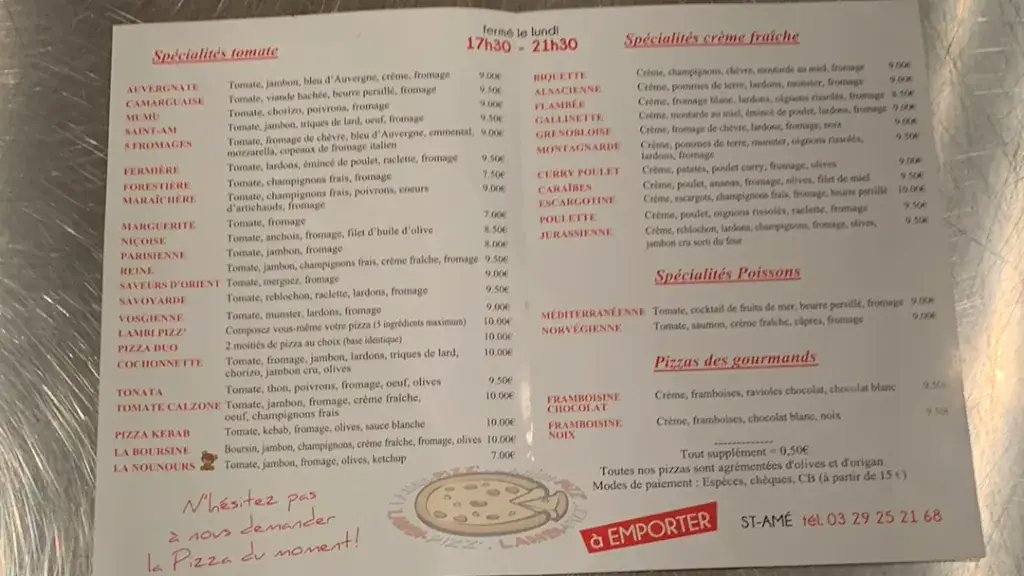 Spécialités tomate
AUVERGNATE Tomate, jambon, bleu d'Auvergne, crème, fromage 9.00€
CAMARGUAISE Tomate, viande hachée, beurre persillé, fromage 9.50€
MUMU Tomate, chorizo, poivrons, fromage 9.00€
SAINT-AM Tomate, jambon, triques de lard, oeuf, fromage 9.50€
5 FROMAGES Tomate, fromage de chèvre, bleu d'Auvergne, emmental, 9.00€
mozzarella, copeaux de fromage italien
FERMIÈRE Tomate, lardons, émincé de poulet, raclette, fromage 9.50€
FORESTIÈRE Tomate, champignons frais, fromage 7.50€
MARAÎCHÈRE Tomate, champignons frais, poivrons, coeurs 9.00€
d'artichauds, fromage
MARGUERITE Tomate, fromage 7.00€
NIÇOISE Tomate, anchois, fromage, filet d'huile d'olive 8.50€
PARISIENNE Tomate, jambon, fromage 8.00€
REINE Tomate, jambon, champignons frais, crème fraîche, fromage 9.50€
SAVEURS D'ORIENT Tomate, merguez, fromage 9.00€
SAVOYARDE Tomate, reblochon, raclette, lardons, fromage 9.50€
VOSGIENNE Tomate, munster, lardons, fromage 9.00€
LAMBI PIZZ' Composez vous-même votre pizza (5 ingrédients maximum) 10.00€
PIZZA DUO 2 moitiés de pizza au choix (base identique) 10.00€
COCHONNETTE Tomate, fromage, jambon, lardons, triques de lard, 10.00€
chorizo, jambon cru, olives
TONATA Tomate, thon, poivrons, fromage, oeuf, olives 9.50€
TOMATE CALZONE Tomate, jambon, fromage, crème fraîche, 10.00€
oeuf, champignons frais
PIZZA KEBAB Tomate, kebab, fromage, olives, sauce blanche 10.00€
LA BOURSINE Boursin, jambon, champignons, crème fraîche, fromage, olives 10.00€
LA NOUNOURS Tomate, jambon, fromage, olives, ketchup 7.00€
N'hésitez pas
à nous demander
la Pizza du moment!
fermé le lundi
17h30 - 21h30
Spécialités crème fraîche
BIQUETTE Crème, champignons, chèvre, moutarde au miel, fromage 9.00€
ALSACIENNE Crème, pommes de terre, lardons, munster, fromage 9.00€
FLAMBÉE Crème, fromage blanc, lardons, oignons rissolés, fromage 8.50€
GALLINETTE Crème, moutarde au miel, émincé de poulet, lardons, fromage 9.00€
GRENOBLOISE Crème, fromage de chèvre, lardons, fromage, noix 9.00€
MONTAGNARDE Crème, pommes de terre, munster, oignons rissolés, 9.50€
lardons, fromage
CURRY POULET Crème, patates, poulet curry, fromage, olives 9.00€
CARAÏBES Crème, poulet, ananas, fromage, olives, filet de miel 9.50€
ESCARGOTINE Crème, escargots, champignons frais, fromage, beurre persillé 10.00€
POULETTE Crème, poulet, oignons rissolés, raclette, fromage 9.50€
JURASSIENNE Crème, reblochon, lardons, champignons, fromage, olives, 9.50€
jambon cru sorti du four
Spécialités Poissons
MÉDITERRANÉENNE Tomate, cocktail de fruits de mer, beurre persillé, fromage 9.00€
NORVÉGIENNE Tomate, saumon, crème fraîche, câpres, fromage 9.00€
Pizzas des gourmands
FRAMBOISINE Crème, framboises, ravioles chocolat, chocolat blanc 9.50€
CHOCOLAT
FRAMBOISINE Crème, framboises, chocolat blanc, noix 9.50€
NOIX
Tout supplément = 0,50€
Toutes nos pizzas sont agrémentées d'olives et d'origan
Modes de paiement : Espèces, chèques, CB (à partir de 15 €)
à EMPORTER
ST-AMÉ tél. 03 29 25 21 68